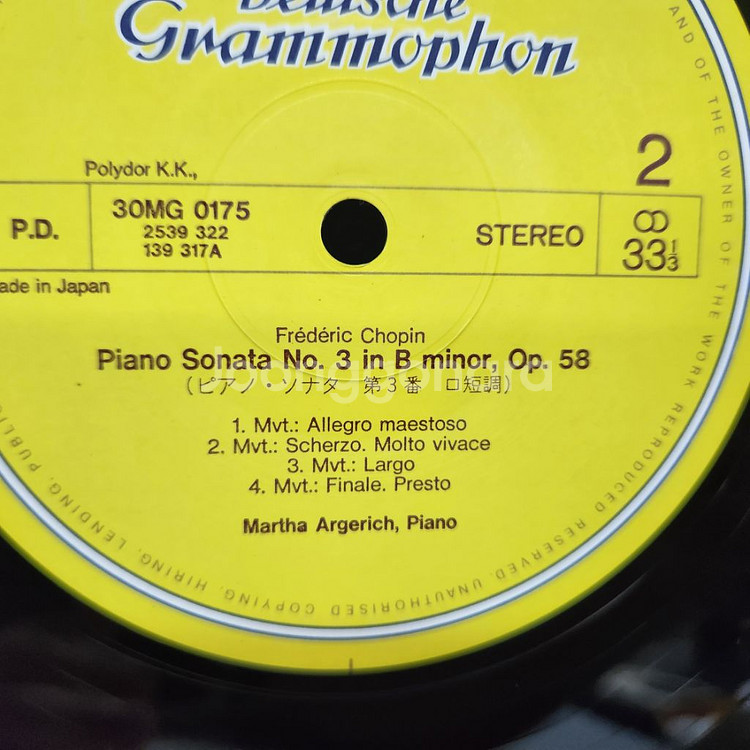 Deutsche
Grammophon
Polydor K.K.,
2
P.D.
30MG 0175
2539 322
139 317A
STEREO
33⅓
ade in Japan
Frédéric Chopin
Piano Sonata No. 3 in B minor, Op. 58
(ピアノ・ソナタ 第3番 ロ短調)
1. Mvt.: Allegro maestoso
2. Mvt.: Scherzo. Molto vivace
3. Mvt.: Largo
4. Mvt.: Finale. Presto
Martha Argerich, Piano
AND OF THE OWNER OF THE WORK REPRODUCED RESERVED. UNAUTHORISED COPYING, HIRING, LENDING, PUBLIC